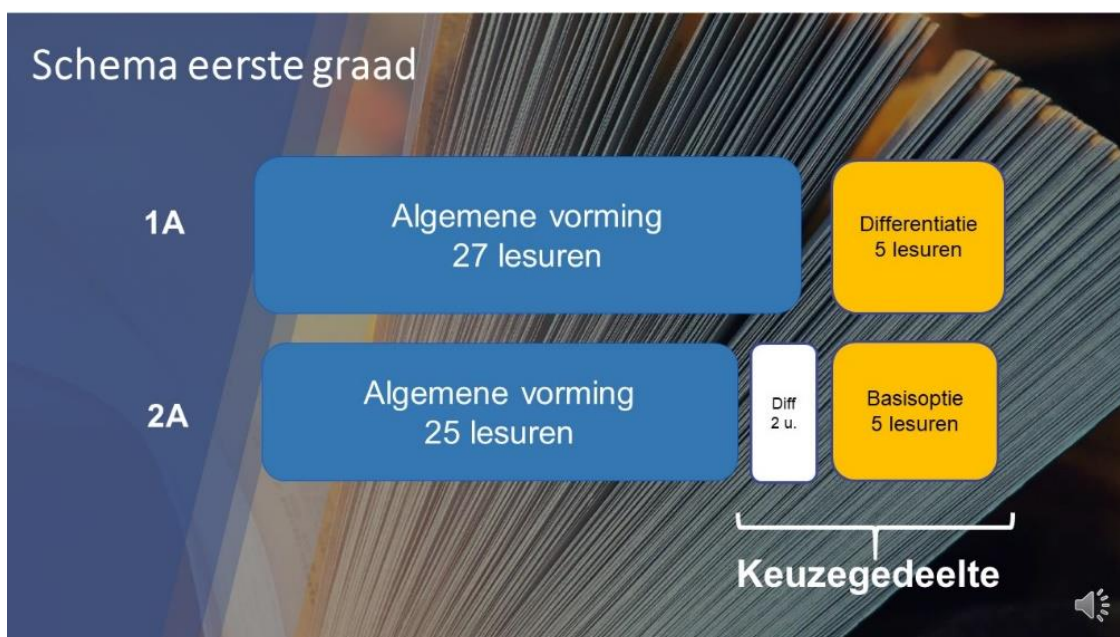 Schema eerste graad
1A
Algemene vorming
27 lesuren
Differentiatie
5 lesuren
2A
Algemene vorming
25 lesuren
Diff
2 u.
Basisoptie
5 lesuren
Keuzegedeelte